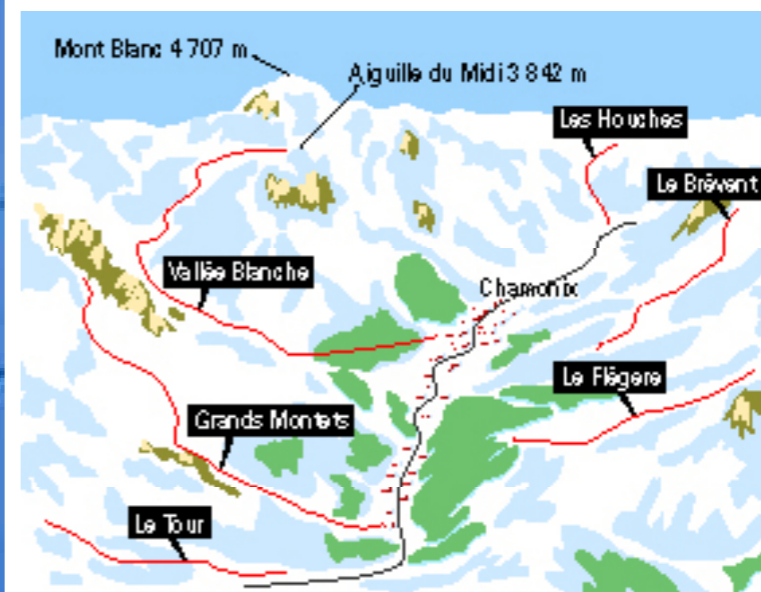 Mont Blanc 4 707 m
Aiguille du Midi 3 842 m
Les Houches
Le Brévent
Vallée Blanche
Chamonix
La Flégere
Grands Montets
Le Tour